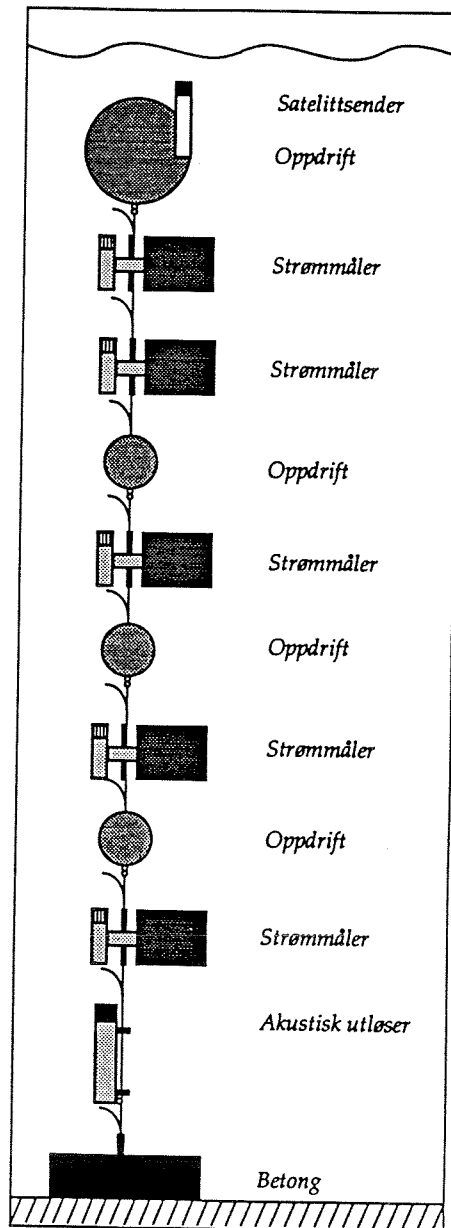 Satelittsender
Oppdrift
Strømmåler
Strømmåler
Oppdrift
Strømmåler
Oppdrift
Strømmåler
Oppdrift
Strømmåler
Akustisk utløser
Betong